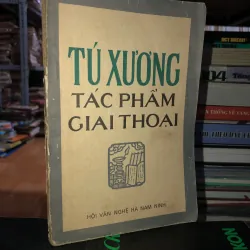 TÚ XƯƠNG
TÁC PHẨM
GIAI THOẠI
HỘI VĂN NGHỆ HÀ NAM NINH